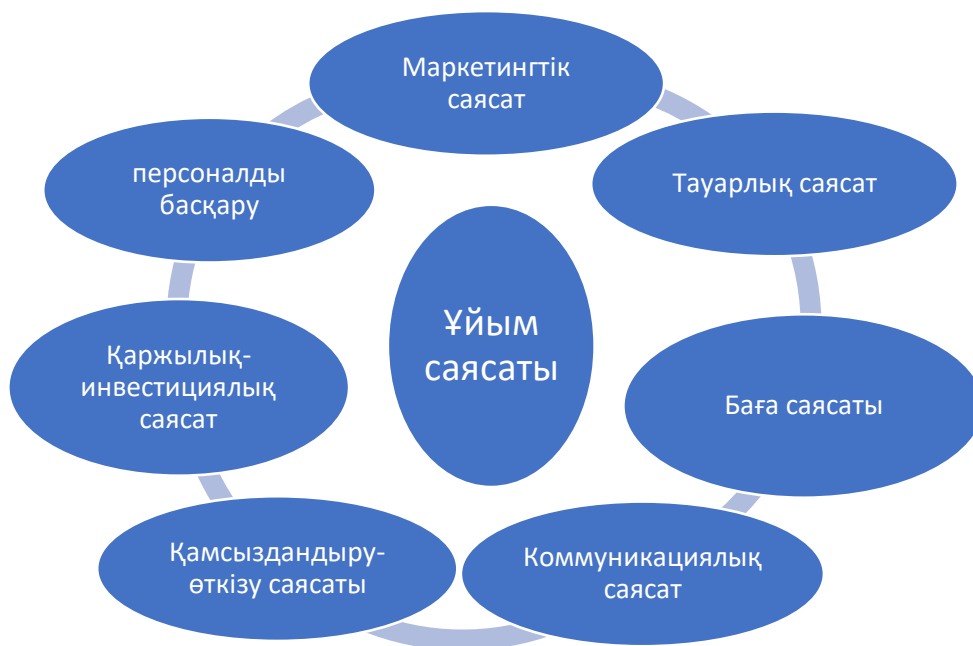 Маркетингтік
саясат
Тауарлық саясат
персоналды
басқару
Ұйым
саясаты
Қаржылық-
инвестициялық
саясат
Баға саясаты
Қамсыздандыру-
өткізу саясаты
Коммуникациялық
саясат